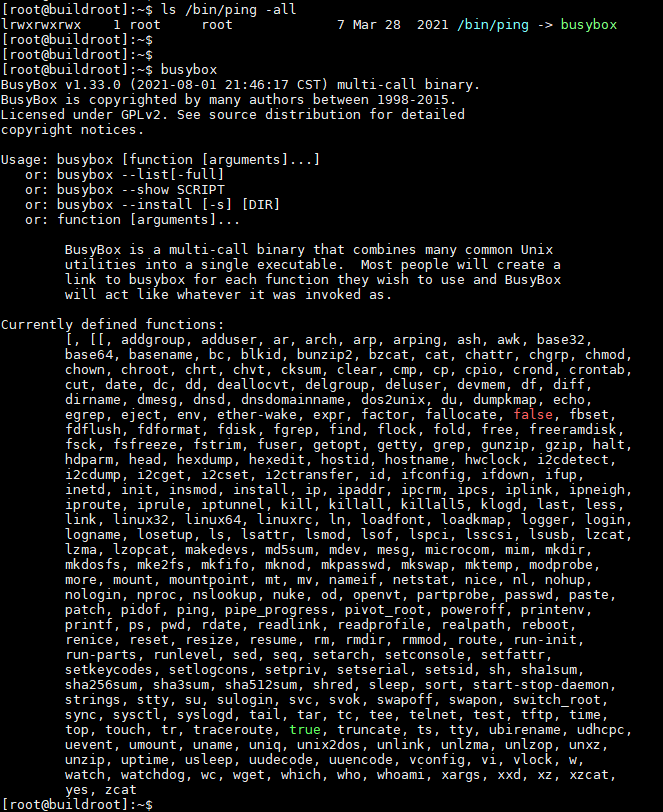 [root@buildroot]:~$ ls /bin/ping -all
lrwxrwxrwx    1 root     root             7 Mar 28  2021 /bin/ping -> busybox
[root@buildroot]:~$
[root@buildroot]:~$
[root@buildroot]:~$ busybox
BusyBox v1.33.0 (2021-08-01 21:46:17 CST) multi-call binary.
BusyBox is copyrighted by many authors between 1998-2015.
Licensed under GPLv2. See source distribution for detailed
copyright notices.

Usage: busybox [function [arguments]...]
   or: busybox --list[-full]
   or: busybox --show SCRIPT
   or: busybox --install [-s] [DIR]
   or: function [arguments]...

        BusyBox is a multi-call binary that combines many common Unix
        utilities into a single executable.  Most people will create a
        link to busybox for each function they wish to use and BusyBox
        will act like whatever it was invoked as.

Currently defined functions:
        [, [[, addgroup, adduser, ar, arch, arp, arping, ash, awk, base32,
        base64, basename, bc, blkid, bunzip2, bzcat, cat, chattr, chgrp, chmod,
        chown, chroot, chrt, chvt, cksum, clear, cmp, cp, cpio, crond, crontab,
        cut, date, dc, dd, deallocvt, delgroup, deluser, devmem, df, diff,
        dirname, dmesg, dnsd, dnsdomainname, dos2unix, du, dumpkmap, echo,
        egrep, eject, env, ether-wake, expr, factor, fallocate, false, fbset,
        fdflush, fdformat, fdisk, fgrep, find, flock, fold, free, freeramdisk,
        fsck, fsfreeze, fstrim, fuser, getopt, getty, grep, gunzip, gzip, halt,
        hdparm, head, hexdump, hexedit, hostid, hostname, hwclock, i2cdetect,
        i2cdump, i2cget, i2cset, i2ctransfer, id, ifconfig, ifdown, ifup,
        inetd, init, insmod, install, ip, ipaddr, ipcrm, ipcs, iplink, ipneigh,
        iproute, iprule, iptunnel, kill, killall, killall5, klogd, last, less,
        link, linux32, linux64, linuxrc, ln, loadfont, loadkmap, logger, login,
        logname, losetup, ls, lsattr, lsmod, lsof, lspci, lsscsi, lsusb, lzcat,
        lzma, lzopcat, makedevs, md5sum, mdev, mesg, microcom, mim, mkdir,
        mkdosfs, mke2fs, mkfifo, mknod, mkpasswd, mkswap, mktemp, modprobe,
        more, mount, mountpoint, mt, mv, nameif, netstat, nice, nl, nohup,
        nologin, nproc, nslookup, nuke, od, openvt, partprobe, passwd, paste,
        patch, pidof, ping, pipe_progress, pivot_root, poweroff, printenv,
        printf, ps, pwd, rdate, readlink, readprofile, realpath, reboot,
        renice, reset, resize, resume, rm, rmdir, rmmod, route, run-init,
        run-parts, runlevel, sed, seq, setarch, setconsole, setfattr,
        setkeycodes, setlogcons, setpriv, setserial, setsid, sh, sha1sum,
        sha256sum, sha3sum, sha512sum, shred, sleep, sort, start-stop-daemon,
        strings, stty, su, sulogin, svc, svok, swapoff, swapon, switch_root,
        sync, sysctl, syslogd, tail, tar, tc, tee, telnet, test, tftp, time,
        top, touch, tr, traceroute, true, truncate, ts, tty, ubirename, udhcpc,
        uevent, umount, uname, uniq, unix2dos, unlink, unlzma, unlzop, unxz,
        unzip, uptime, usleep, uudecode, uuencode, vconfig, vi, vlock, w,
        watch, watchdog, wc, wget, which, who, whoami, xargs, xxd, xz, xzcat,
        yes, zcat
[root@buildroot]:~$